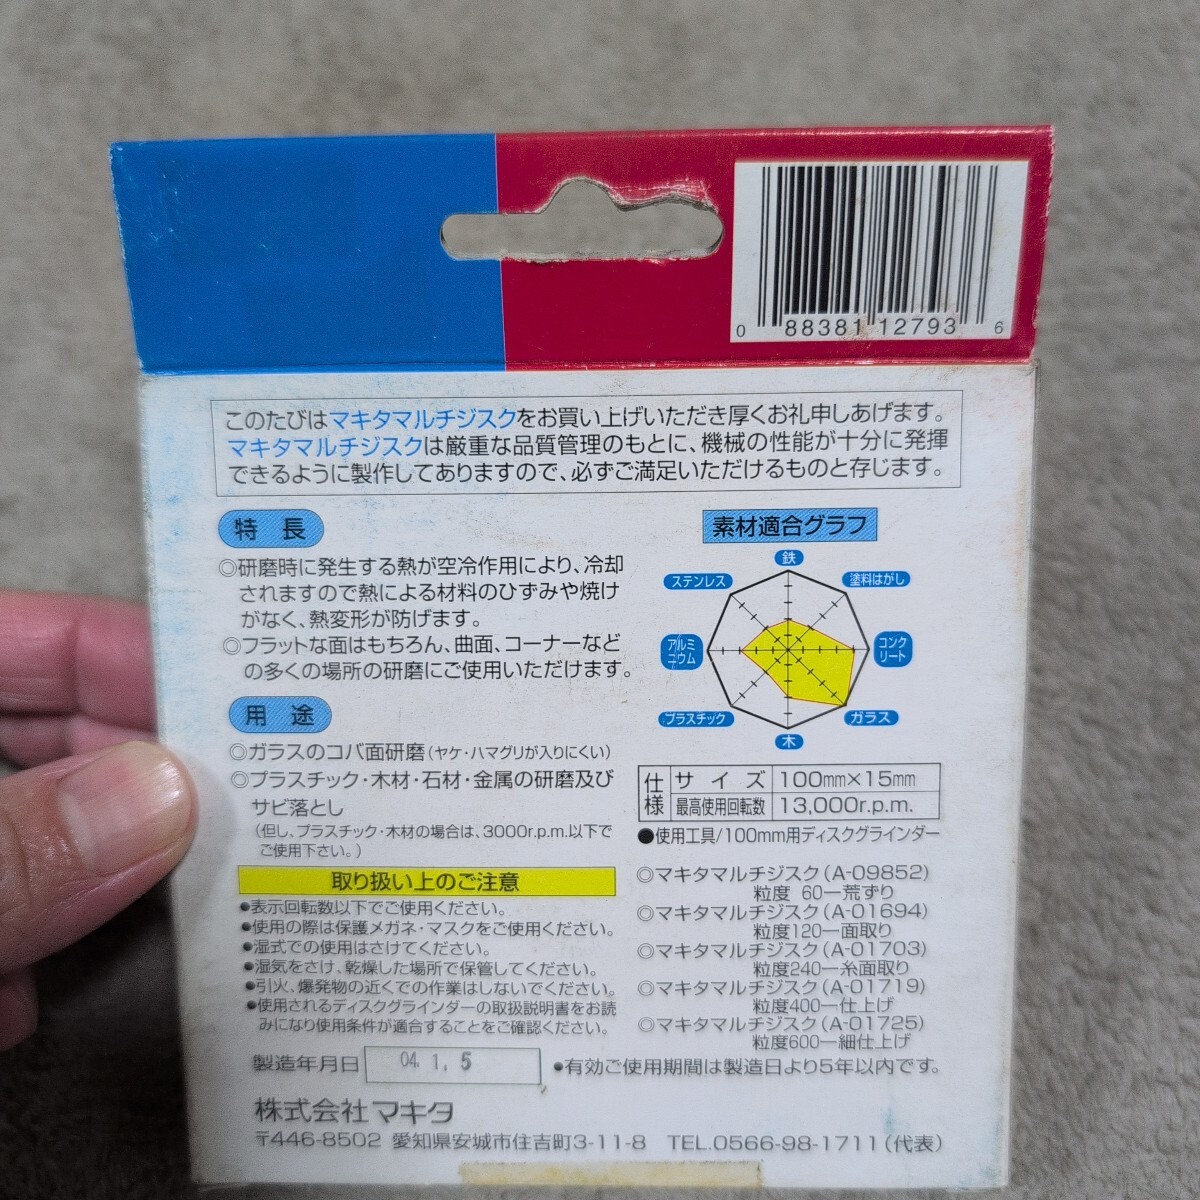 0 88381 12793 6
このたびはマキタマルチジスクをお買い上げいただき厚くお礼申しあげます。
マキタマルチジスクは厳重な品質管理のもとに、機械の性能が十分に発揮
できるように製作してありますので、必ずご満足いただけるものと存じます。
特長
◎研磨時に発生する熱が空冷作用により、冷却
されますので熱による材料のひずみや焼け
がなく、熱変形が防げます。
◎フラットな面はもちろん、曲面、コーナーなど
の多くの場所の研磨にご使用いただけます。
用途
◎ガラスのコバ面研磨(ヤケ・ハマグリが入りにくい)
◎プラスチック・木材・石材・金属の研磨及び
サビ落とし
(但し、プラスチック・木材の場合は、3000r.p.m.以下で
ご使用下さい。)
取り扱い上のご注意
●表示回転数以下でご使用ください。
●使用の際は保護メガネ・マスクをご使用ください。
●湿式での使用はさけてください。
●湿気をさけ、乾燥した場所で保管してください。
●引火、爆発物の近くでの作業はしないでください。
●使用されるディスクグラインダーの取扱説明書をお読
みになり使用条件が適合することをご確認ください。
素材適合グラフ
鉄
塗料はがし
コンク
リート
ガラス
木
プラスチック
アルミ
ニウム
ステンレス
仕様
サイズ 100mm×15mm
最高使用回転数 13,000r.p.m.
●使用工具/100mm用ディスクグラインダー
◎マキタマルチジスク(A-09852)
粒度 60―荒ずり
◎マキタマルチジスク(A-01694)
粒度120―面取り
◎マキタマルチジスク(A-01703)
粒度240―糸面取り
◎マキタマルチジスク(A-01719)
粒度400―仕上げ
◎マキタマルチジスク(A-01725)
粒度600―細仕上げ
製造年月日 04.1.5
●有効ご使用期間は製造日より5年以内です。
株式会社マキタ
〒446-8502 愛知県安城市住吉町3-11-8 TEL.0566-98-1711(代表)